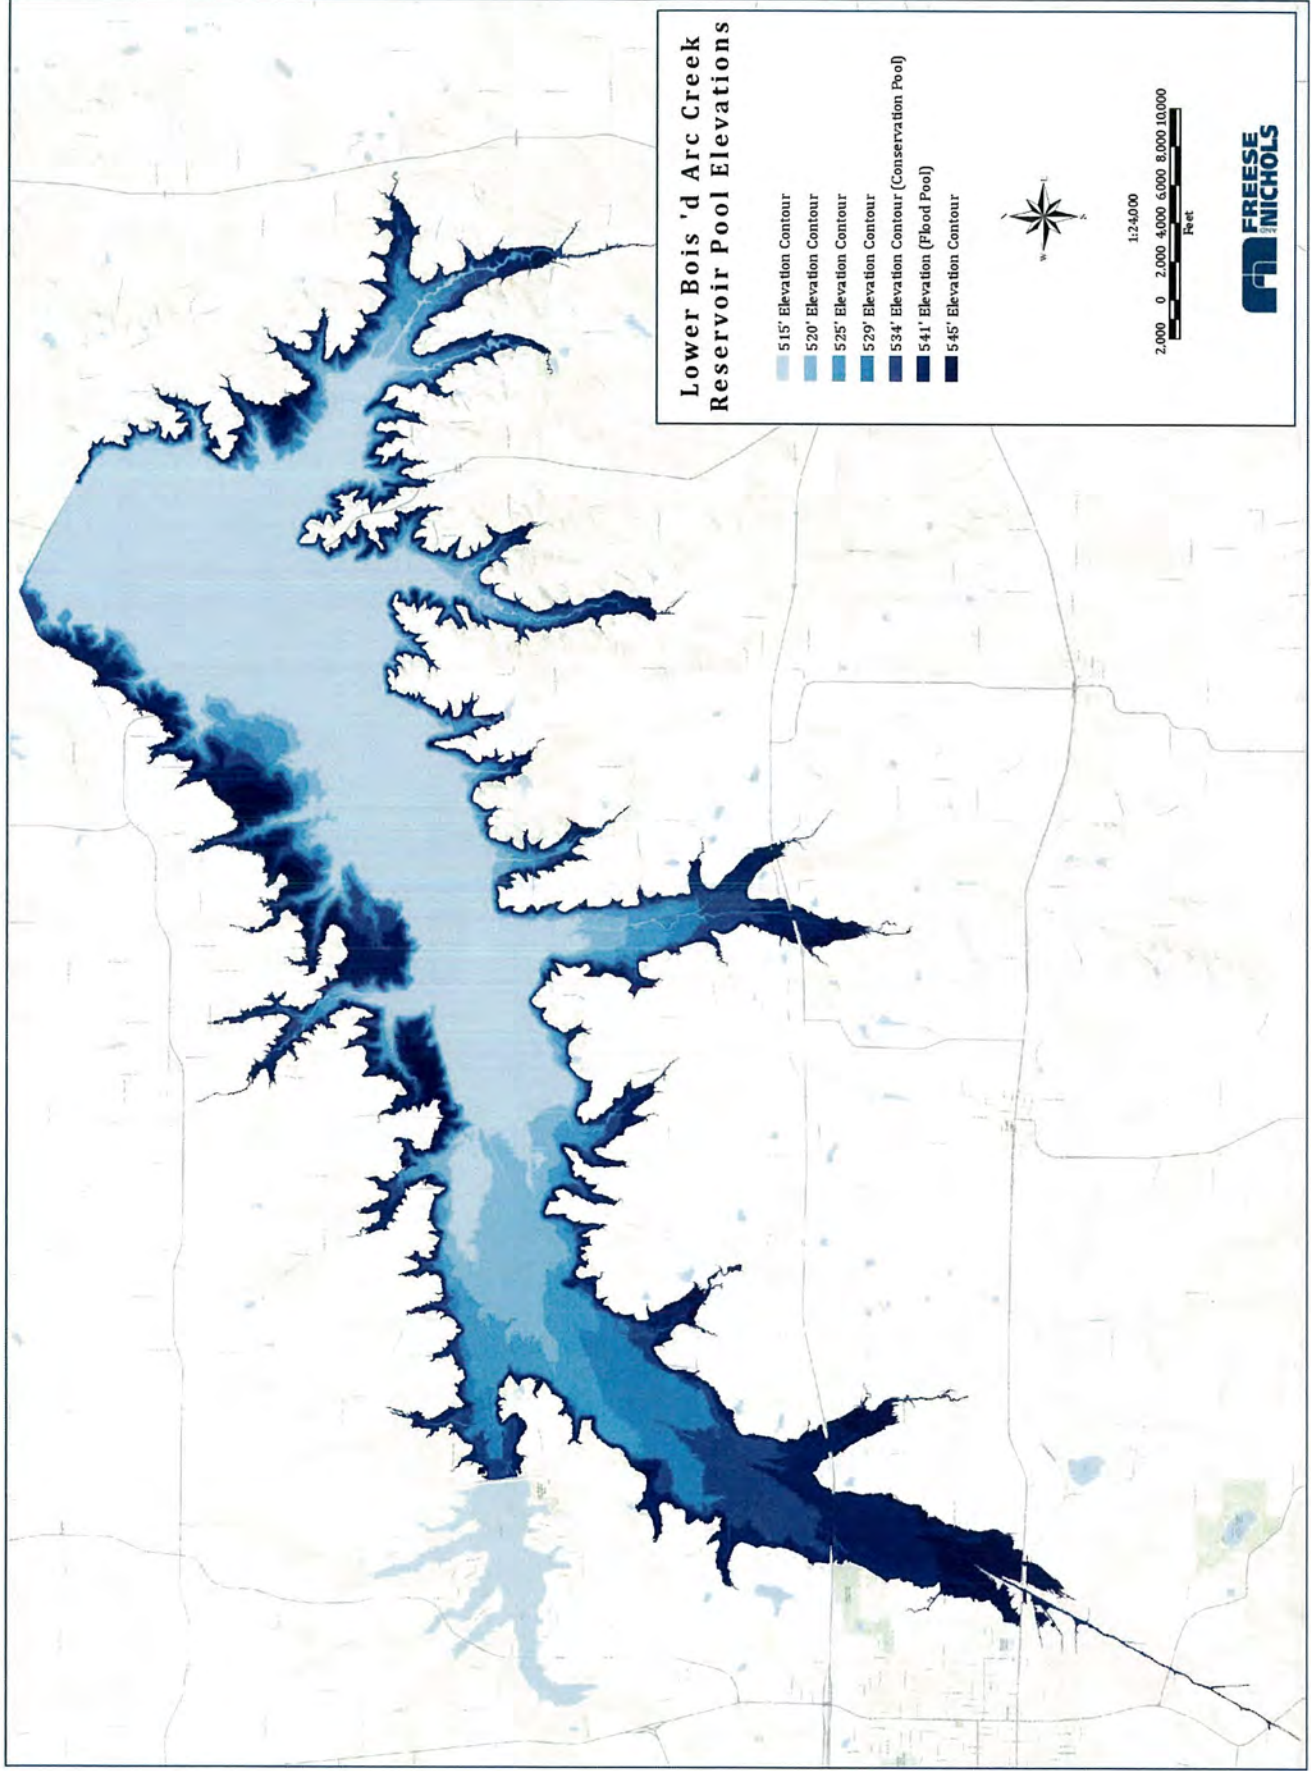 Lower Bois 'd Arc Creek
Reservoir Pool Elevations
515' Elevation Contour
520' Elevation Contour
525' Elevation Contour
529' Elevation Contour
534' Elevation Contour (Conservation Pool)
541' Elevation (Flood Pool)
545' Elevation Contour
W
1:24,000
2,000 0 2,000 4,000 6,000 8,000 10,000
Feet
FREESE
AND NICHOLS